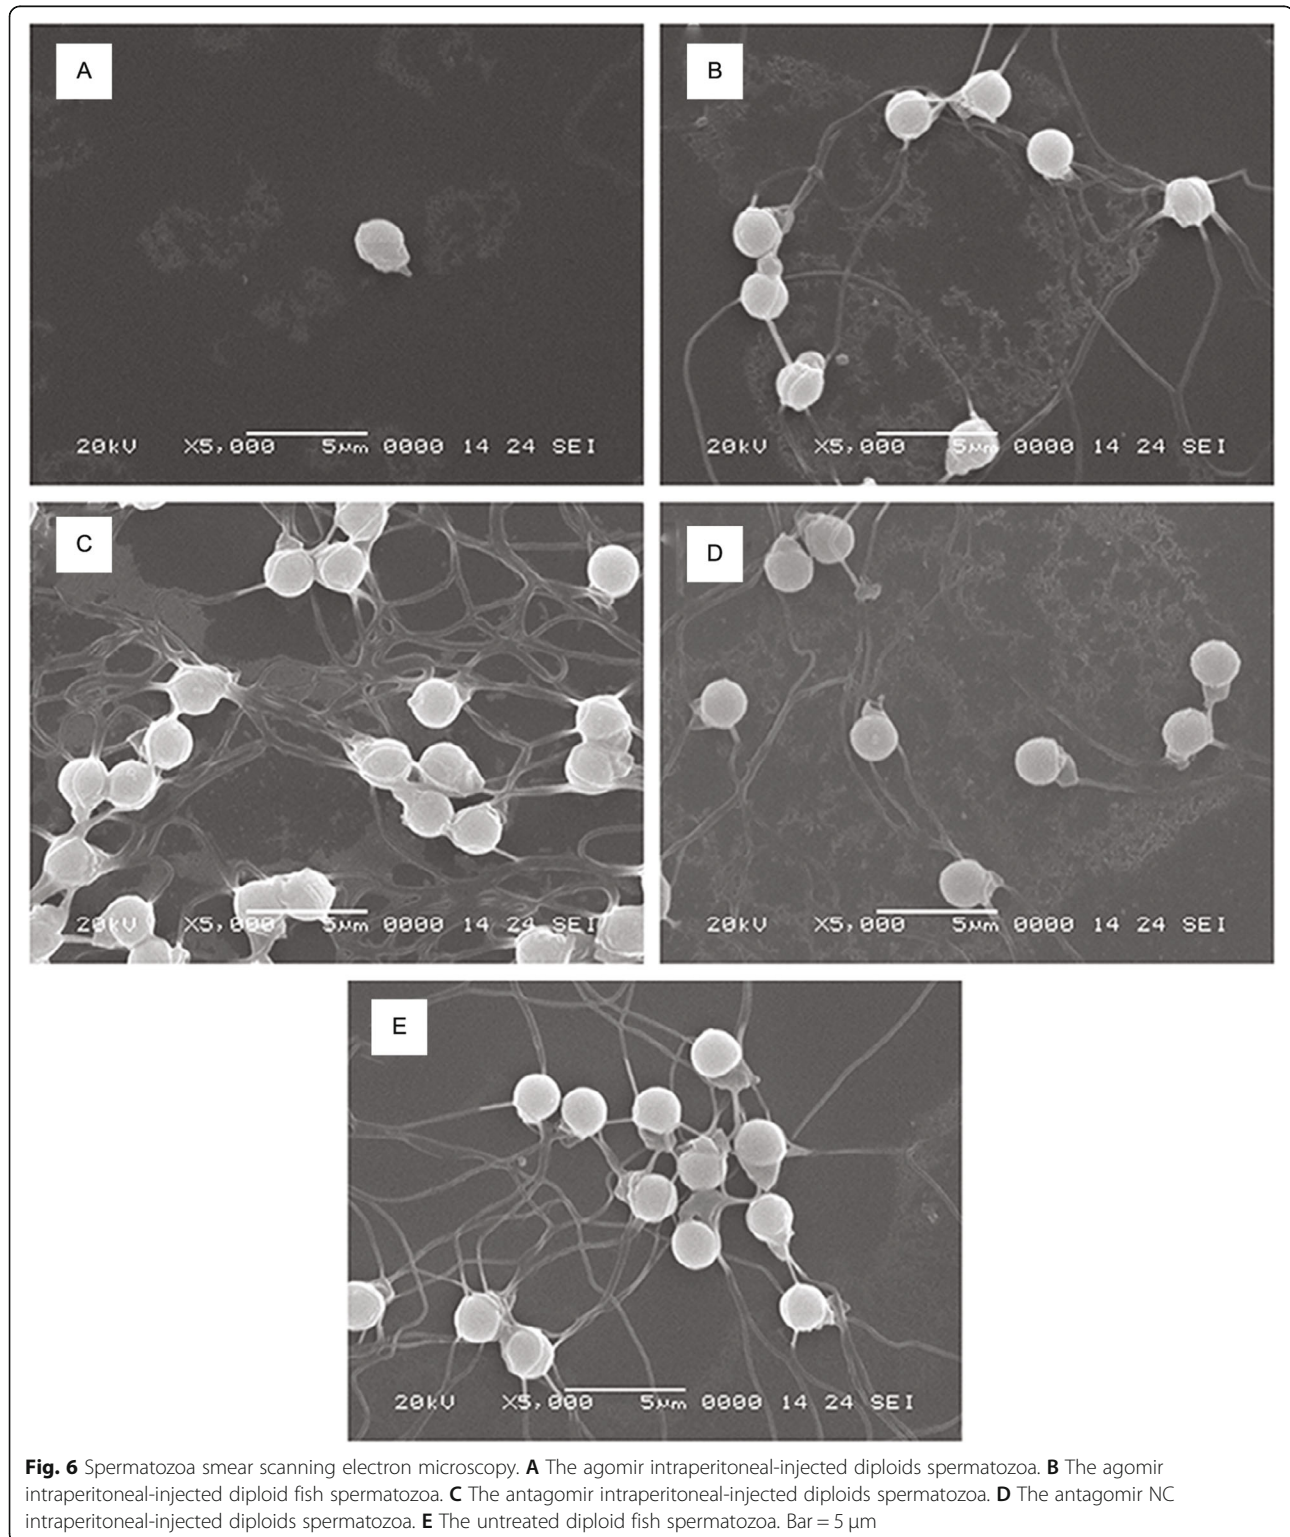 A
20kV X5,000 5µm 0000 14 24 SEI
B
20kV X5,000 5µm 0000 14 24 SEI
C
20kV X5,000 5µm 0000 14 24 SEI
D
20kV X5,000 5µm 0000 14 24 SEI
E
20kV X5,000 5µm 0000 14 24 SEI
Fig. 6 Spermatozoa smear scanning electron microscopy. A The agomir intraperitoneal-injected diploids spermatozoa. B The agomir
intraperitoneal-injected diploid fish spermatozoa. C The antagomir intraperitoneal-injected diploids spermatozoa. D The antagomir NC
intraperitoneal-injected diploids spermatozoa. E The untreated diploid fish spermatozoa. Bar = 5 µm